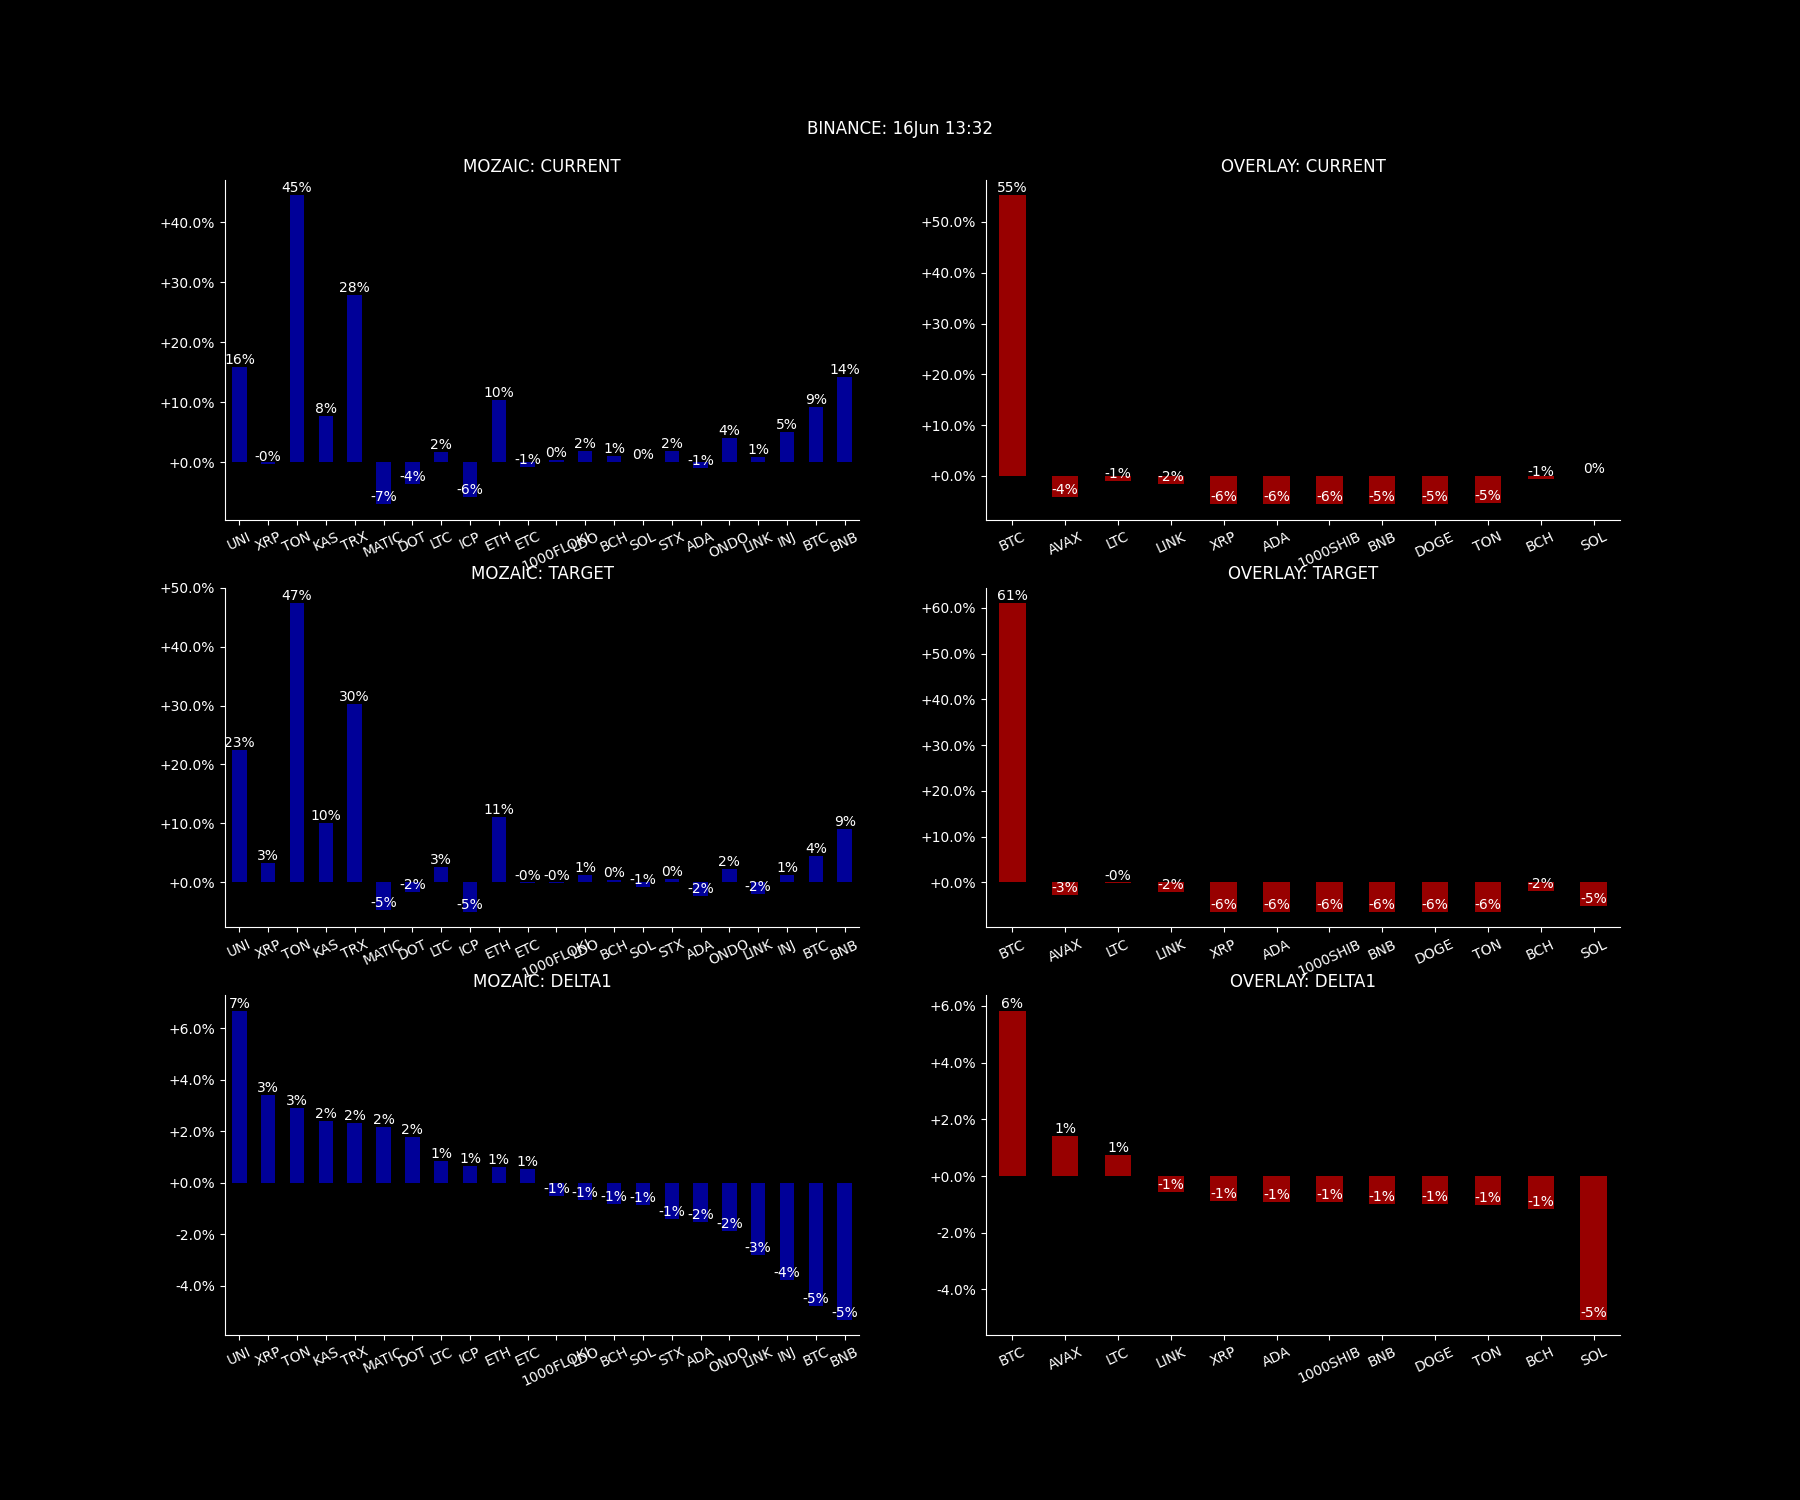 BINANCE: 16Jun 13:32
MOZAIC: CURRENT
+40.0%
+30.0%
+20.0%
+10.0%
+0.0%
16% -0% 45% 8% 28% -7% -4% 2% -6% 10% -1% 0% 2% 1% 0% 2% -1% 4% 1% 5% 9% 14%
UNI XRP TON KAS TRX MATIC DOT LTC ICP ETH ETC 1000FLOKI LDO BCH SOL STX ADA ONDO LINK INJ BTC BNB
OVERLAY: CURRENT
+50.0%
+40.0%
+30.0%
+20.0%
+10.0%
+0.0%
55% -4% -1% -2% -6% -6% -6% -5% -5% -5% -1% 0%
BTC AVAX LTC LINK XRP ADA 1000SHIB BNB DOGE TON BCH SOL
MOZAIC: TARGET
+50.0%
+40.0%
+30.0%
+20.0%
+10.0%
+0.0%
23% 3% 47% 10% 30% -5% -2% 3% -5% 11% -0% -0% 1% 0% -1% 0% -2% 2% -2% 1% 4% 9%
UNI XRP TON KAS TRX MATIC DOT LTC ICP ETH ETC 1000FLOKI LDO BCH SOL STX ADA ONDO LINK INJ BTC BNB
OVERLAY: TARGET
+60.0%
+50.0%
+40.0%
+30.0%
+20.0%
+10.0%
+0.0%
61% -3% -0% -2% -6% -6% -6% -6% -6% -6% -2% -5%
BTC AVAX LTC LINK XRP ADA 1000SHIB BNB DOGE TON BCH SOL
MOZAIC: DELTA1
+6.0%
+4.0%
+2.0%
+0.0%
-2.0%
-4.0%
7% 3% 3% 2% 2% 2% 2% 1% 1% 1% 1% -1% -1% -1% -1% -1% -2% -2% -3% -4% -5% -5%
UNI XRP TON KAS TRX MATIC DOT LTC ICP ETH ETC 1000FLOKI LDO BCH SOL STX ADA ONDO LINK INJ BTC BNB
OVERLAY: DELTA1
+6.0%
+4.0%
+2.0%
+0.0%
-2.0%
-4.0%
6% 1% 1% -1% -1% -1% -1% -1% -1% -1% -1% -5%
BTC AVAX LTC LINK XRP ADA 1000SHIB BNB DOGE TON BCH SOL